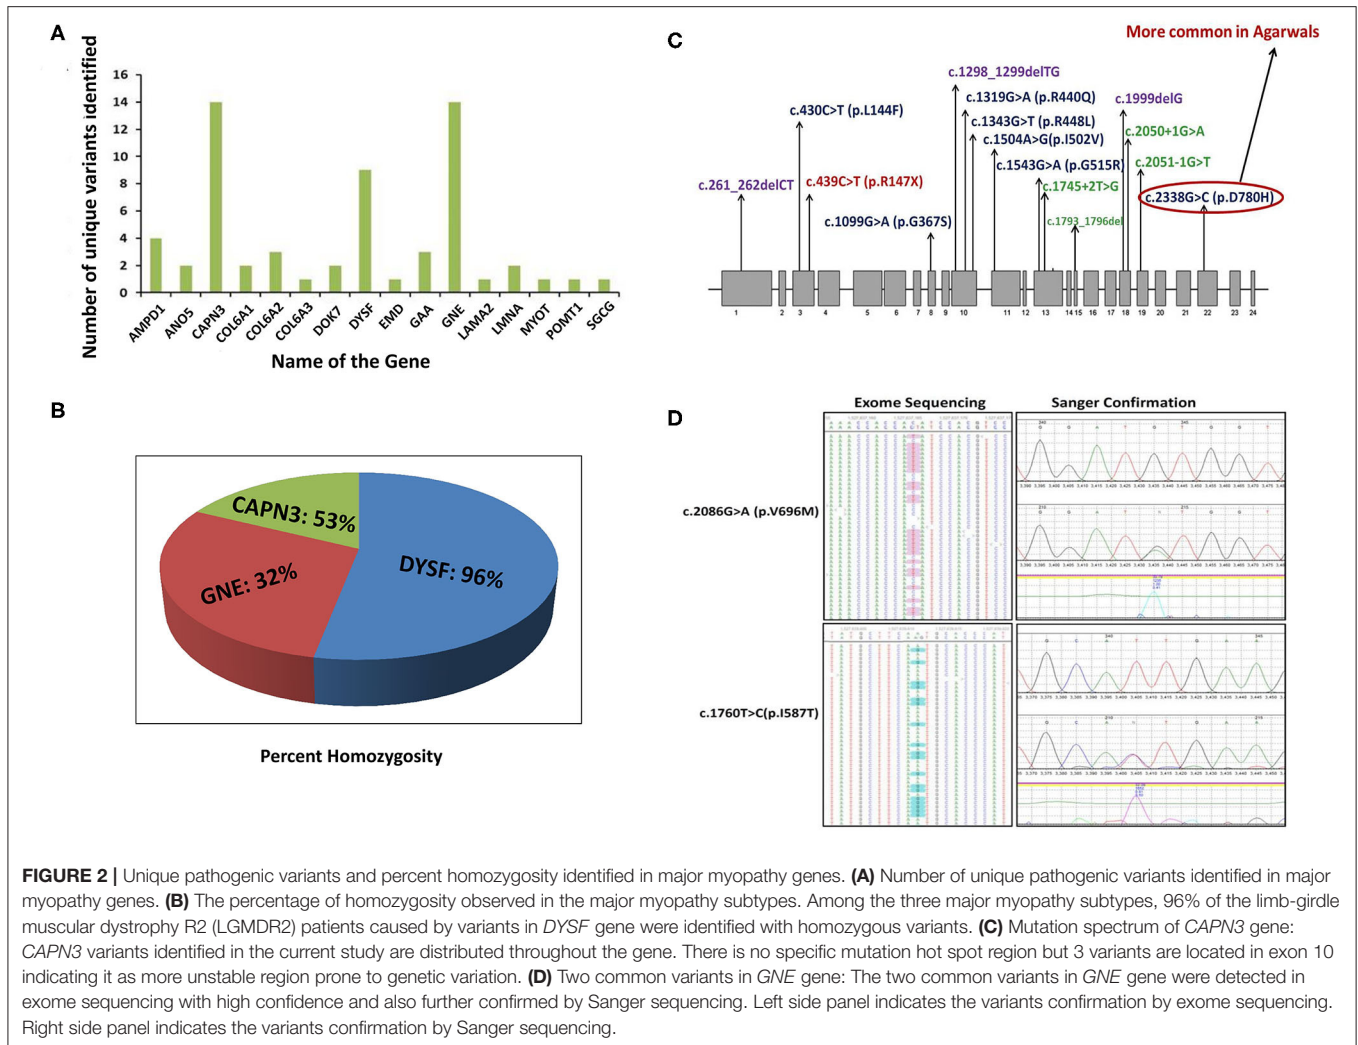 A
Number of unique variants identified
16
14
12
10
8
6
4
2
0
AMPD1
ANO5
CAPN3
COL6A1
COL6A2
COL6A3
DOK7
DYSF
EMD
GAA
GNE
LAMA2
LMNA
MYOT
POMT1
SGCG
Name of the Gene
B
CAPN3: 53%
GNE: 32%
DYSF: 96%
Percent Homozygosity
C
More common in Agarwals
c.1298_1299delTG
c.1319G>A (p.R440Q)
c.430C>T (p.L144F)
c.1343G>T (p.R448L)
c.1999delG
c.1504A>G(p.I502V)
c.2050+1G>A
c.1543G>A (p.G515R)
c.2051-1G>T
c.261_262delCT
c.439C>T (p.R147X)
c.1745+2T>G
c.2338G>C (p.D780H)
c.1099G>A (p.G367S)
c.1793_1796del
1 2 3 4 5 6 7 8 9 10 11 12 13 14 15 16 17 18 19 20 21 22 23 24
D
Exome Sequencing
Sanger Confirmation
c.2086G>A (p.V696M)
c.1760T>C(p.I587T)
FIGURE 2 | Unique pathogenic variants and percent homozygosity identified in major myopathy genes. (A) Number of unique pathogenic variants identified in major
myopathy genes. (B) The percentage of homozygosity observed in the major myopathy subtypes. Among the three major myopathy subtypes, 96% of the limb-girdle
muscular dystrophy R2 (LGMDR2) patients caused by variants in DYSF gene were identified with homozygous variants. (C) Mutation spectrum of CAPN3 gene:
CAPN3 variants identified in the current study are distributed throughout the gene. There is no specific mutation hot spot region but 3 variants are located in exon 10
indicating it as more unstable region prone to genetic variation. (D) Two common variants in GNE gene: The two common variants in GNE gene were detected in
exome sequencing with high confidence and also further confirmed by Sanger sequencing. Left side panel indicates the variants confirmation by exome sequencing.
Right side panel indicates the variants confirmation by Sanger sequencing.